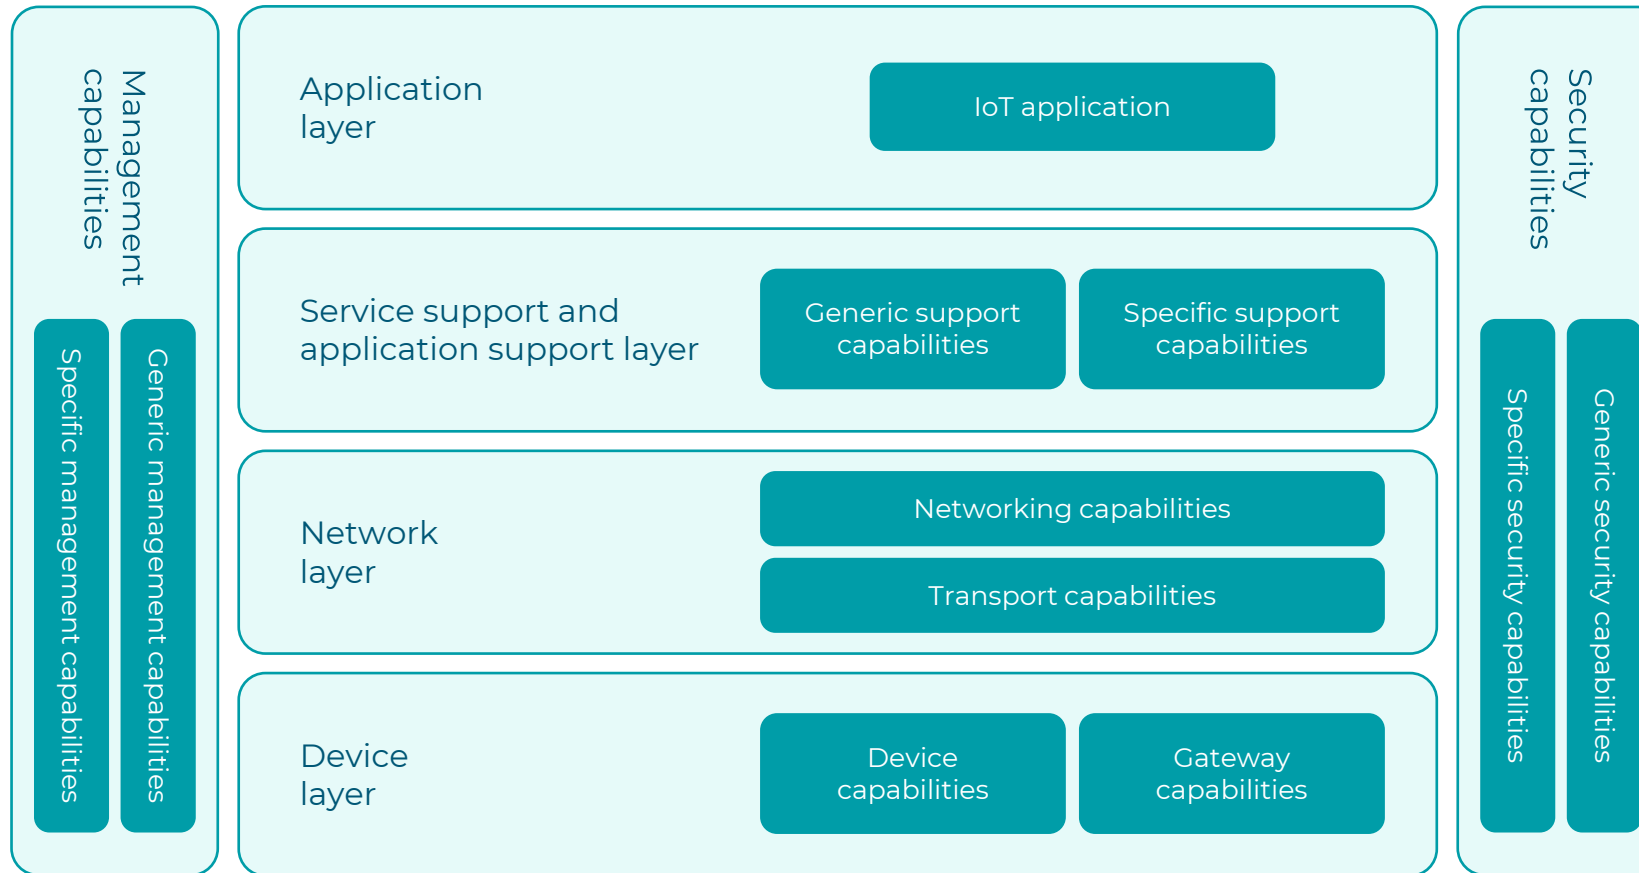 Management
capabilities
Specific management capabilities
Generic management capabilities
Application
layer
IoT application
Service support and
application support layer
Generic support
capabilities
Specific support
capabilities
Network
layer
Networking capabilities
Transport capabilities
Device
layer
Device
capabilities
Gateway
capabilities
Security
capabilities
Specific security capabilities
Generic security capabilities